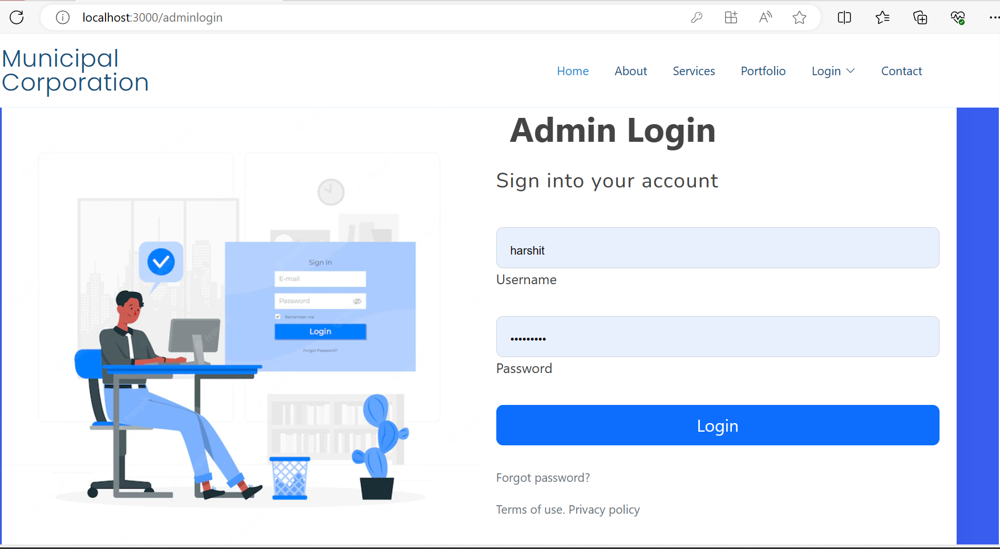 localhost:3000/adminlogin
Municipal
Corporation
Home About Services Portfolio Login Contact
Admin Login
Sign into your account
harshit
Username
•••••••••
Password
Login
Forgot password?
Terms of use. Privacy policy
Sign in
E-mail
Password
Remember me
Login
Forgot Password?